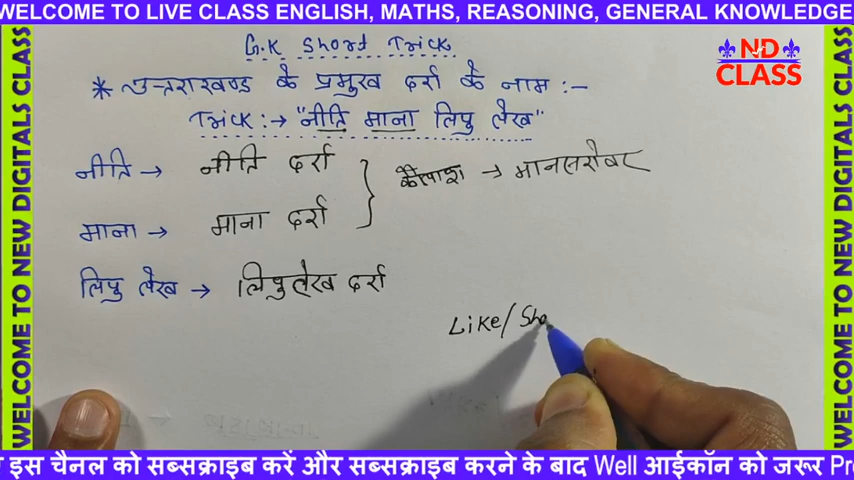 WELCOME TO LIVE CLASS ENGLISH, MATHS, REASONING, GENERAL KNOWLEDGE
G.K Short Trick
ND
CLASS
* उत्तराखण्ड के प्रमुख दर्रा के नाम :-
Trick :→ "नीति माना लिपु लेख"
नीति → नीति दर्रा
कैलाश → मानसरोवर
माना → माना दर्रा
लिपु लेख → लिपुलेख दर्रा
Like/Sho
WELCOME TO NEW DIGITALS CLASS
WELCOME TO NEW DIGITALS CLASS
इस चैनल को सब्सक्राइब करें और सब्सक्राइब करने के बाद Well आईकॉन को जरूर Pr